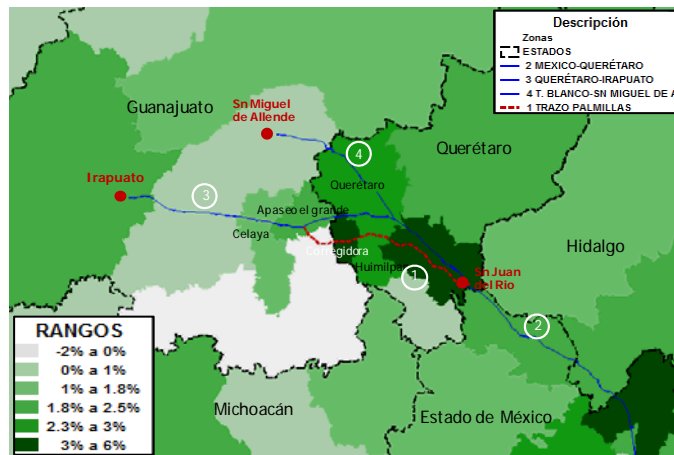 Descripción
Zonas
ESTADOS
2 MEXICO-QUERÉTARO
3 QUERÉTARO-IRAPUATO
4 T. BLANCO-SN MIGUEL DE A
1 TRAZO PALMILLAS
Guanajuato
Sn Miguel
de Allende
4
Querétaro
Querétaro
Irapuato
3
Apaseo el grande
Celaya
Corregidora
Huimilpan
1
Sn Juan
del Rio
Hidalgo
2
RANGOS
-2% a 0%
0% a 1%
1% a 1.8%
1.8% a 2.5%
2.3% a 3%
3% a 6%
Michoacán
Estado de México